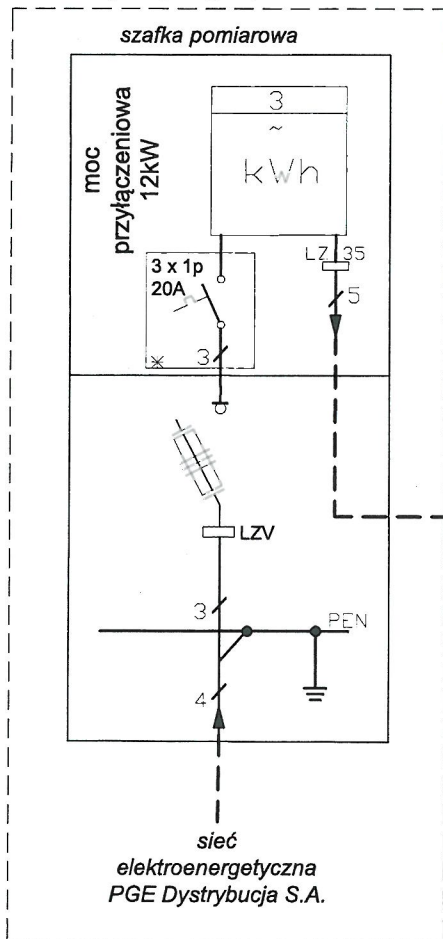 szafka pomiarowa
moc
przyłączeniowa
12kW
3
~
kWh
LZ 35
3 x 1p
20A
5
3
*
LZV
3
PEN
4
sieć
elektroenergetyczna
PGE Dystrybucja S.A.